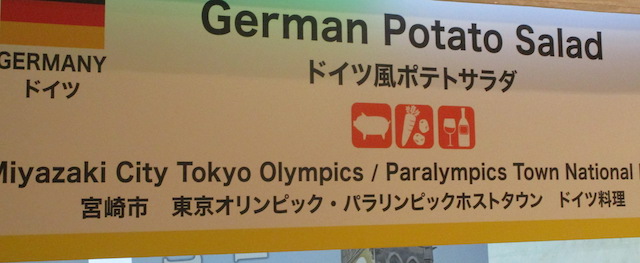 German Potato Salad
GERMANY
ドイツ
ドイツ風ポテトサラダ
Miyazaki City Tokyo Olympics / Paralympics Town National
宮崎市 東京オリンピック・パラリンピックホストタウン ドイツ料理